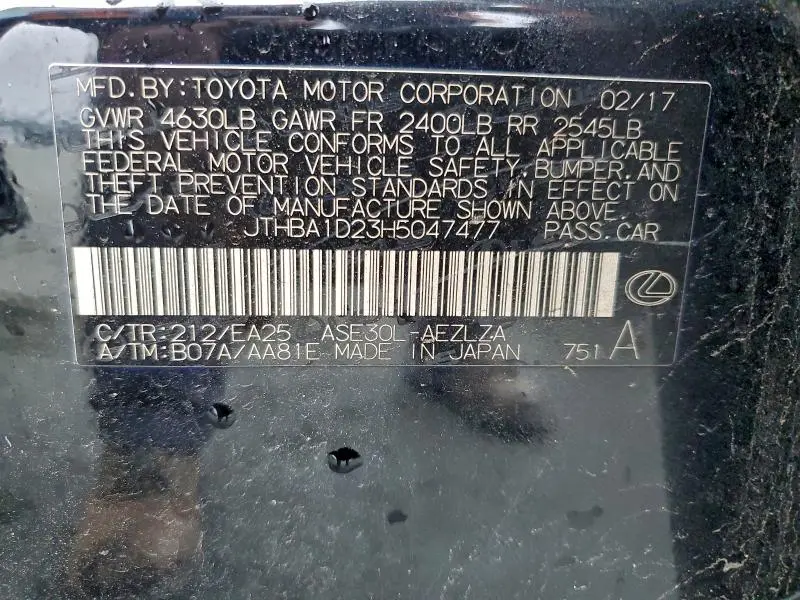 MFD. BY: TOYOTA MOTOR CORPORATION 02/17
GVWR 4630LB GAWR FR 2400LB RR 2545LB
THIS VEHICLE CONFORMS TO ALL APPLICABLE
FEDERAL MOTOR VEHICLE SAFETY, BUMPER, AND
THEFT PREVENTION STANDARDS IN EFFECT ON
THE DATE OF MANUFACTURE SHOWN ABOVE.
JTHBA1D23H5047477 PASS. CAR
C/TR: 212/EA25 ASE30L-AEZLZA
A/TM: B07A/AA81E MADE IN JAPAN 751 A